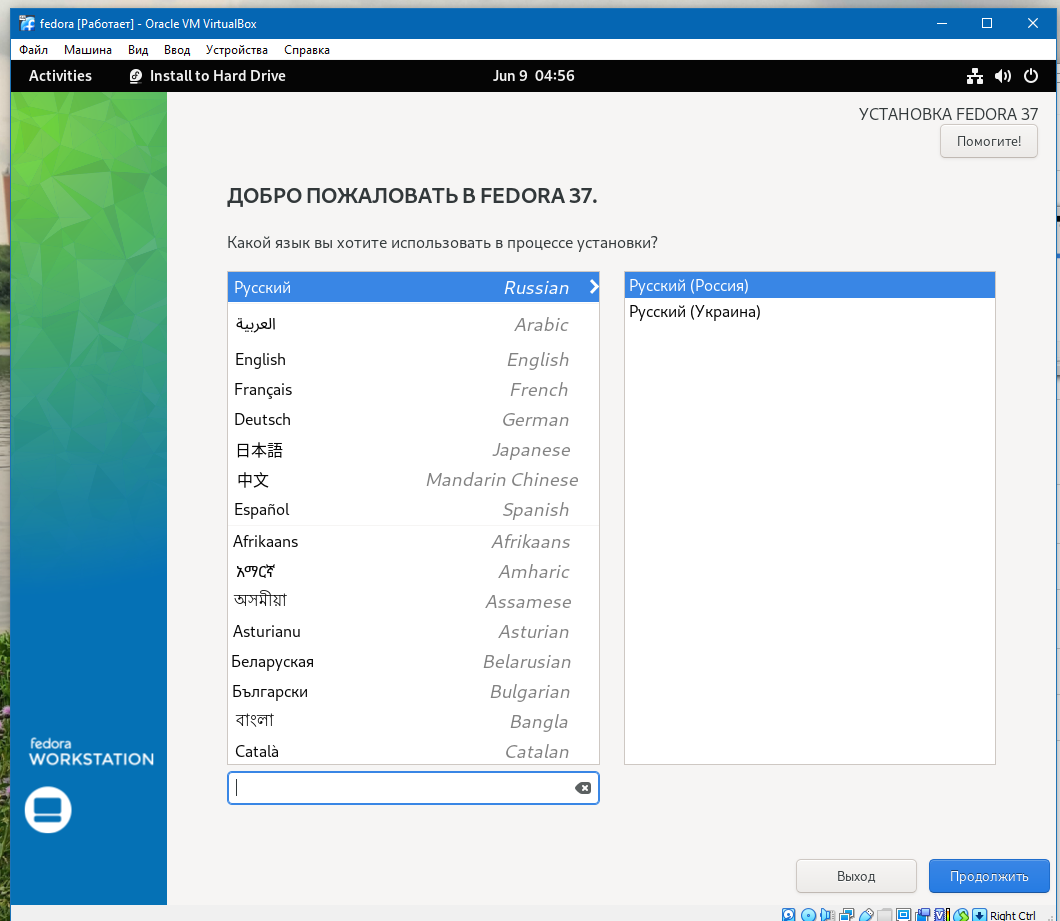 fedora [Работает] - Oracle VM VirtualBox
Файл Машина Вид Ввод Устройства Справка
Activities Install to Hard Drive Jun 9 04:56
УСТАНОВКА FEDORA 37
Помогите!
ДОБРО ПОЖАЛОВАТЬ В FEDORA 37.
Какой язык вы хотите использовать в процессе установки?
Русский Russian
العربية Arabic
English English
Français French
Deutsch German
日本語 Japanese
中文 Mandarin Chinese
Español Spanish
Afrikaans Afrikaans
አማርኛ Amharic
অসমীয়া Assamese
Asturianu Asturian
Беларуская Belarusian
Български Bulgarian
বাংলা Bangla
Català Catalan
Русский (Россия)
Русский (Украина)
fedora
WORKSTATION
Выход Продолжить
Right Ctrl